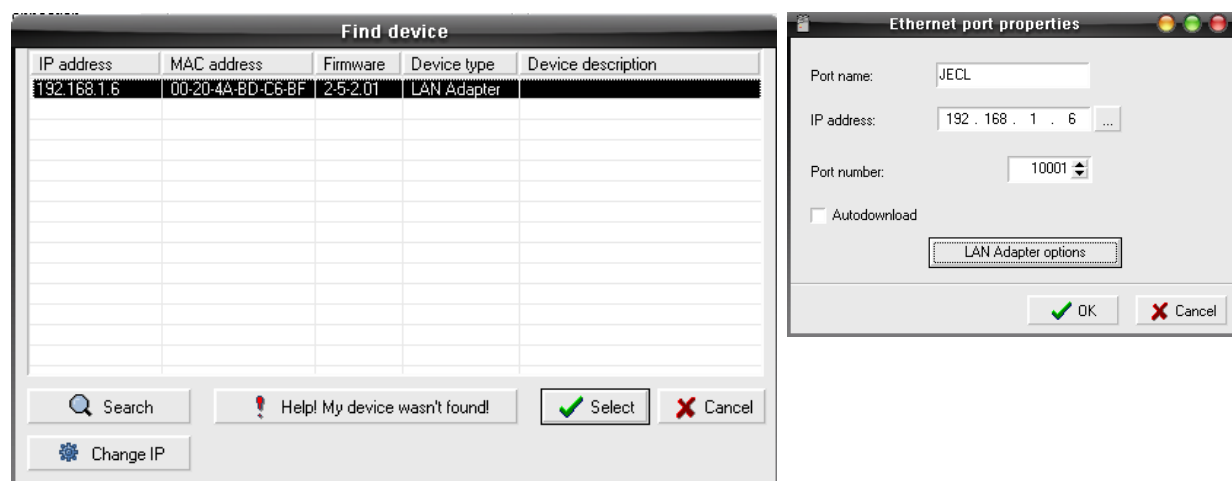 Find device
IP address MAC address Firmware Device type Device description
192.168.1.6 00-20-4A-BD-C6-BF 2-5-2.01 LAN Adapter
Search Help! My device wasn't found! Select Cancel
Change IP
Ethernet port properties
Port name: JECL
IP address: 192 . 168 . 1 . 6 ...
Port number: 10001
Autodownload
LAN Adapter options
OK Cancel